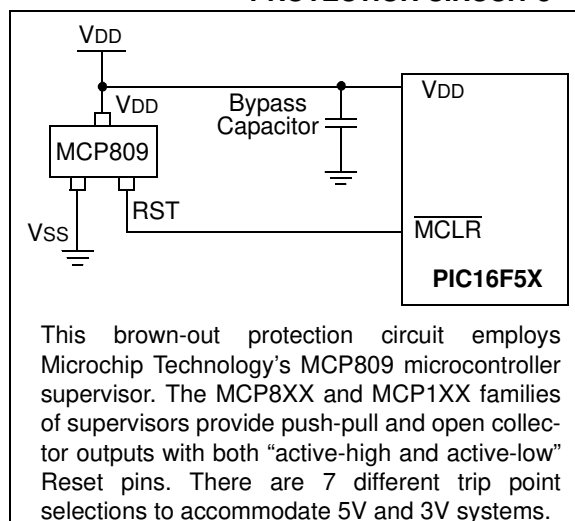 VDD
VDD
VDD
Bypass
Capacitor
MCP809
RST
VSS
MCLR
PIC16F5X
This brown-out protection circuit employs
Microchip Technology's MCP809 microcontroller
supervisor. The MCP8XX and MCP1XX families
of supervisors provide push-pull and open collec-
tor outputs with both “active-high and active-low”
Reset pins. There are 7 different trip point
selections to accommodate 5V and 3V systems.